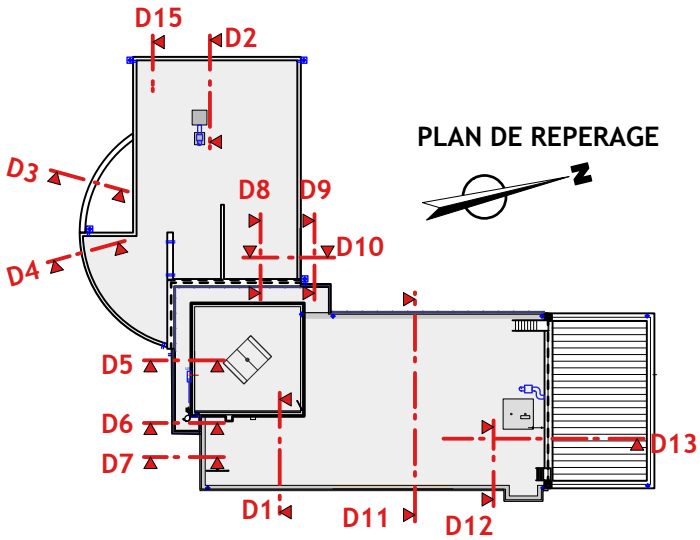 D15
D2
PLAN DE REPERAGE
N
D3
D8
D9
D10
D4
D5
D6
D7
D13
D1
D11
D12